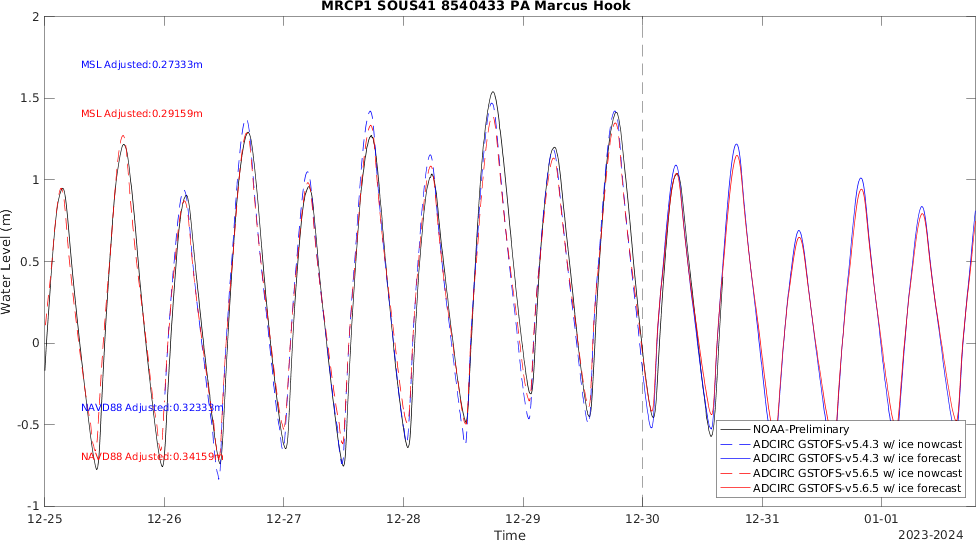 MRCP1 SOUS41 8540433 PA Marcus Hook
2
1.5
1
0.5
0
-0.5
-1
Water Level (m)
MSL Adjusted:0.27333m
MSL Adjusted:0.29159m
NAVD88 Adjusted:0.32333m
NAVD88 Adjusted:0.34159m
NOAA-Preliminary
ADCIRC GSTOFS-v5.4.3 w/ ice nowcast
ADCIRC GSTOFS-v5.4.3 w/ ice forecast
ADCIRC GSTOFS-v5.6.5 w/ ice nowcast
ADCIRC GSTOFS-v5.6.5 w/ ice forecast
12-25 12-26 12-27 12-28 12-29 12-30 12-31 01-01
Time
2023-2024